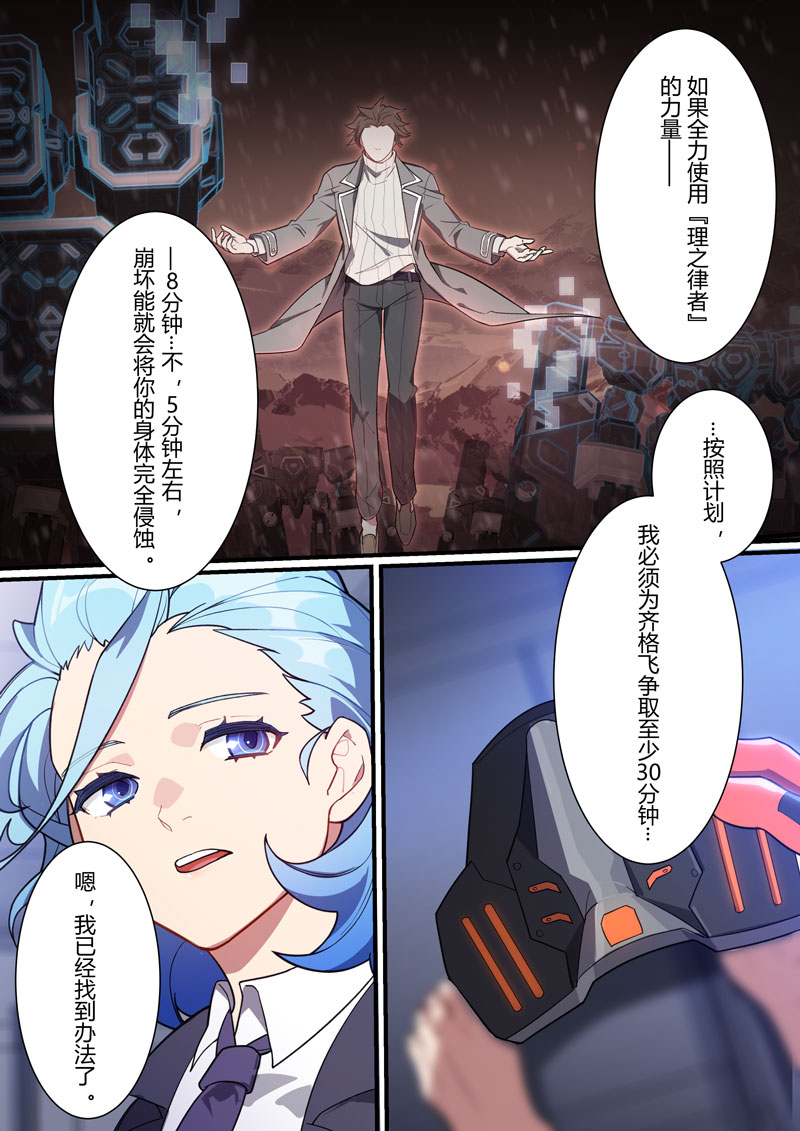 如果全力使用『理之律者』
的力量——
—8分钟…不，5分钟左右，
崩坏能就会将你的身体完全侵蚀。
…按照计划，
我必须为齐格飞争取至少30分钟…
嗯，我已经找到办法了。